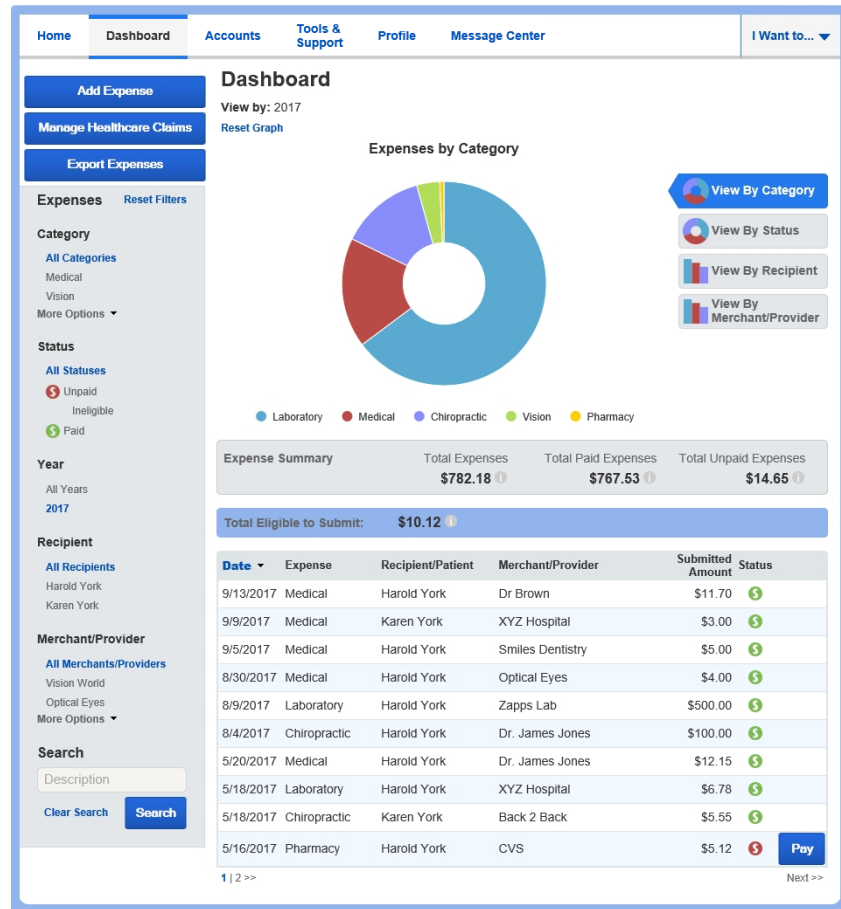 Home Dashboard Accounts Tools & Support Profile Message Center I Want to...
Add Expense
Manage Healthcare Claims
Export Expenses
Expenses Reset Filters
Category
All Categories
Medical
Vision
More Options
Status
All Statuses
Unpaid
Ineligible
Paid
Year
All Years
2017
Recipient
All Recipients
Harold York
Karen York
Merchant/Provider
All Merchants/Providers
Vision World
Optical Eyes
More Options
Search
Description
Clear Search Search
Dashboard
View by: 2017
Reset Graph
Expenses by Category
View By Category
View By Status
View By Recipient
View By
Merchant/Provider
Laboratory Medical Chiropractic Vision Pharmacy
Expense Summary Total Expenses Total Paid Expenses Total Unpaid Expenses
$782.18 $767.53 $14.65
Total Eligible to Submit: $10.12
Date Expense Recipient/Patient Merchant/Provider Submitted Amount Status
9/13/2017 Medical Harold York Dr Brown $11.70
9/9/2017 Medical Karen York XYZ Hospital $3.00
9/5/2017 Medical Harold York Smiles Dentistry $5.00
8/30/2017 Medical Harold York Optical Eyes $4.00
8/9/2017 Laboratory Harold York Zapps Lab $500.00
8/4/2017 Chiropractic Harold York Dr. James Jones $100.00
5/20/2017 Medical Harold York Dr. James Jones $12.15
5/18/2017 Laboratory Harold York XYZ Hospital $6.78
5/18/2017 Chiropractic Karen York Back 2 Back $5.55
5/16/2017 Pharmacy Harold York CVS $5.12 Pay
1 | 2 >> Next >>